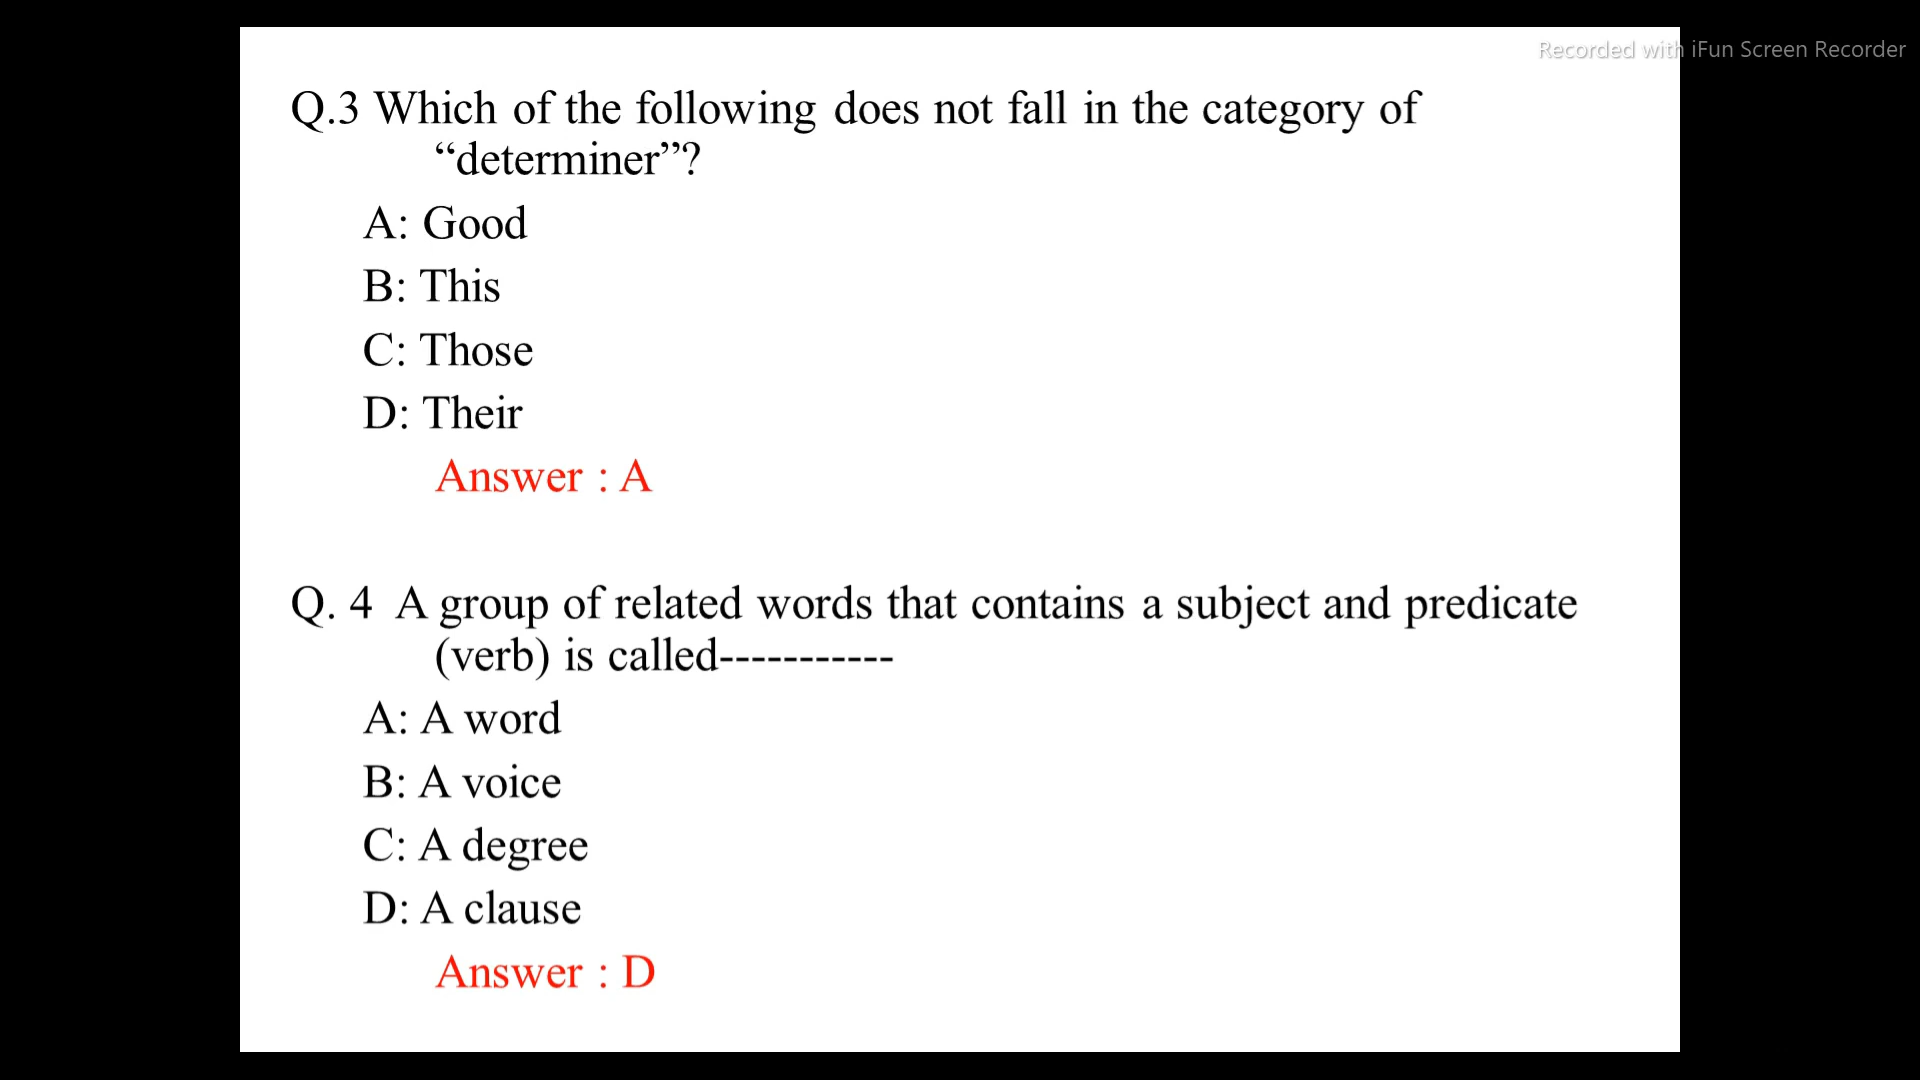 Recorded with iFun Screen Recorder
Q.3 Which of the following does not fall in the category of
“determiner”?
A: Good
B: This
C: Those
D: Their
Answer : A
Q. 4 A group of related words that contains a subject and predicate
(verb) is called-----------
A: A word
B: A voice
C: A degree
D: A clause
Answer : D